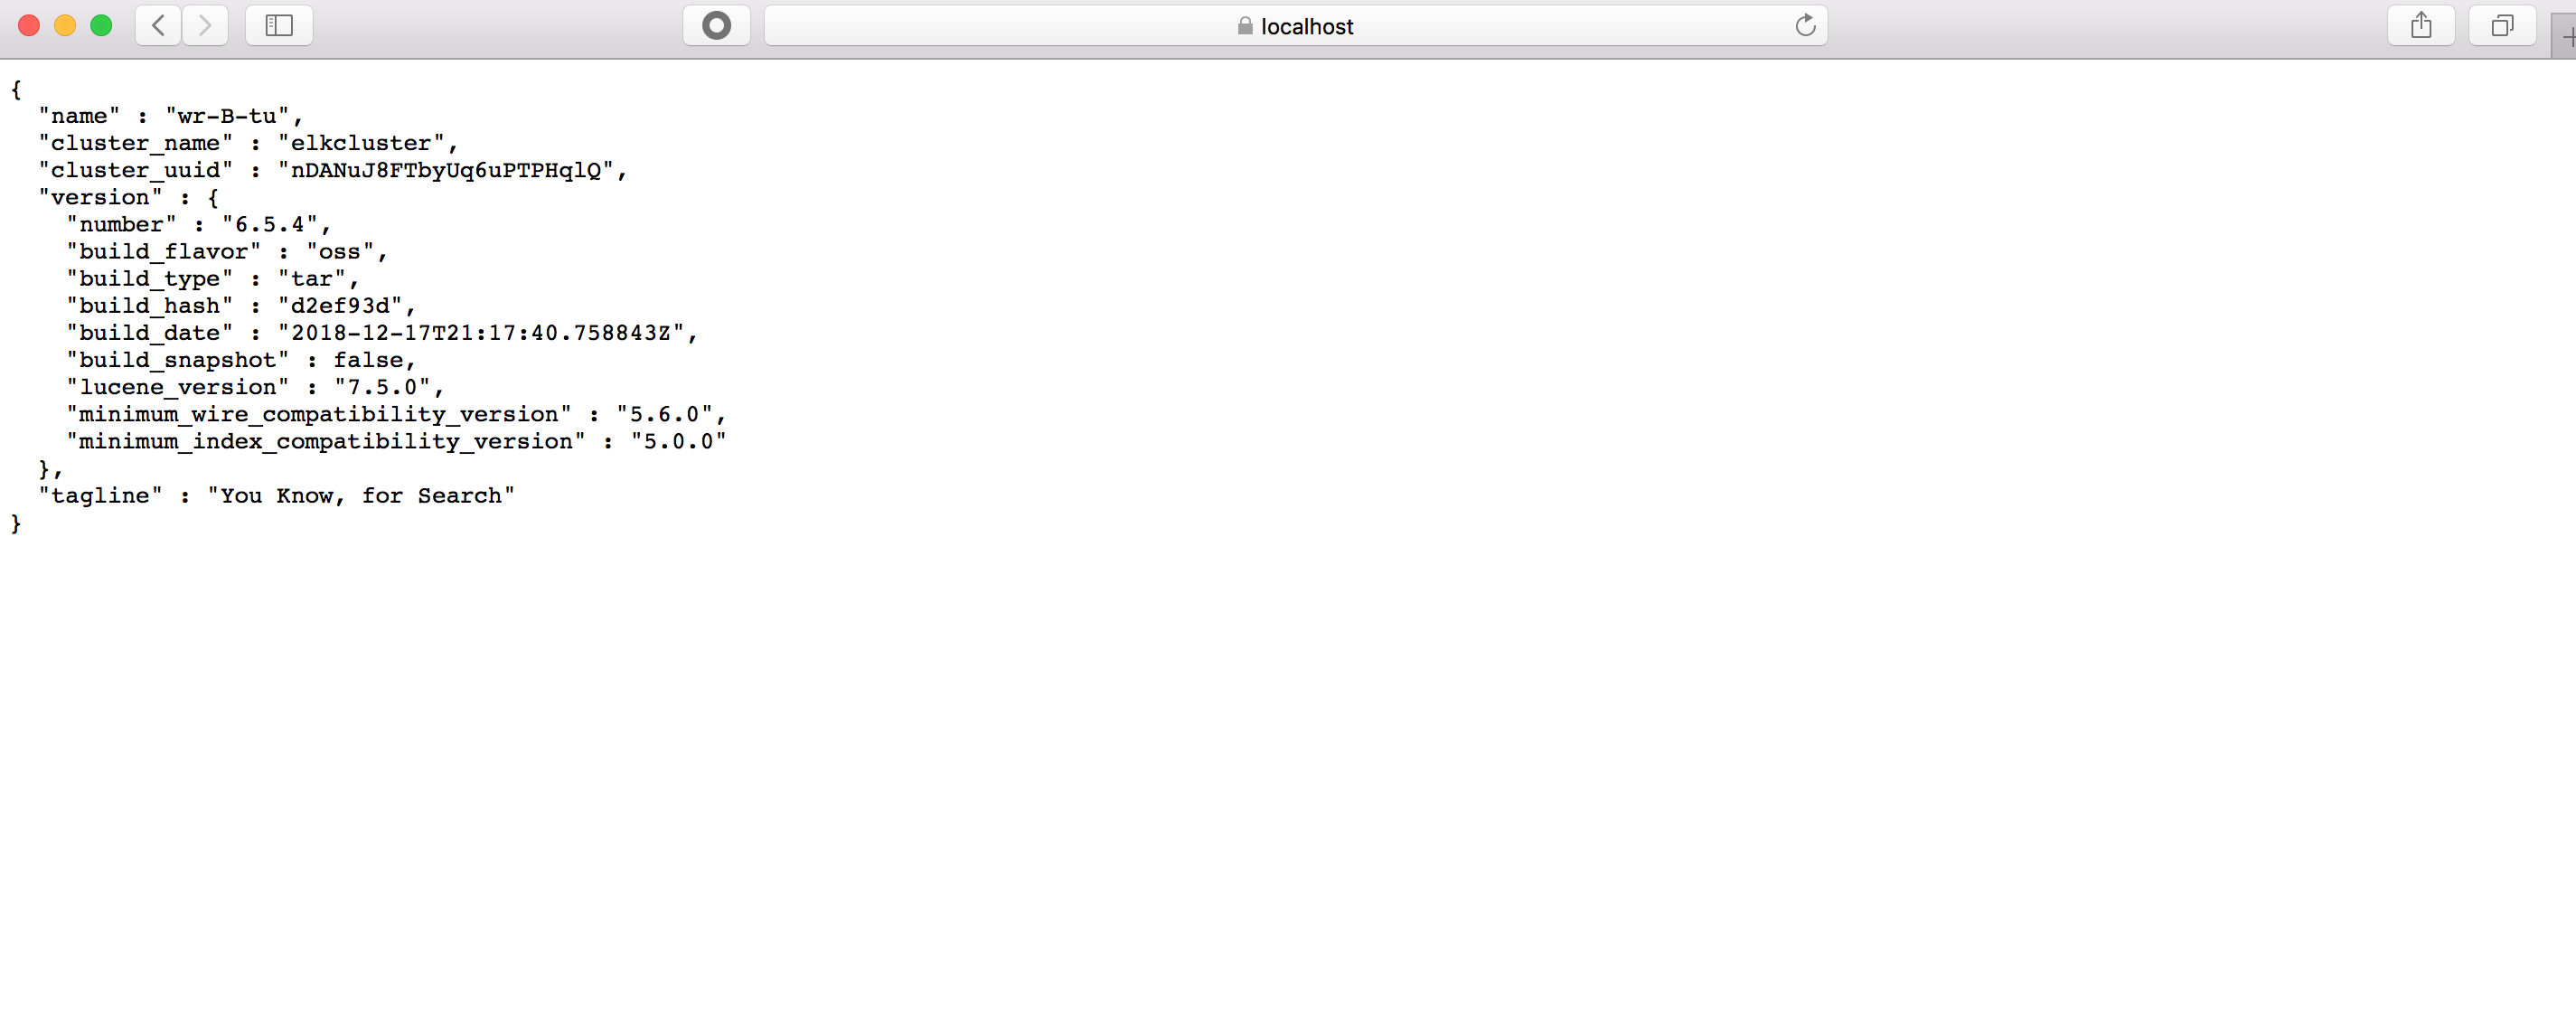 localhost
{
  "name" : "wr-B-tu",
  "cluster_name" : "elkcluster",
  "cluster_uuid" : "nDANuJ8FTbyUq6uPTPHqlQ",
  "version" : {
    "number" : "6.5.4",
    "build_flavor" : "oss",
    "build_type" : "tar",
    "build_hash" : "d2ef93d",
    "build_date" : "2018-12-17T21:17:40.758843Z",
    "build_snapshot" : false,
    "lucene_version" : "7.5.0",
    "minimum_wire_compatibility_version" : "5.6.0",
    "minimum_index_compatibility_version" : "5.0.0"
  },
  "tagline" : "You Know, for Search"
}